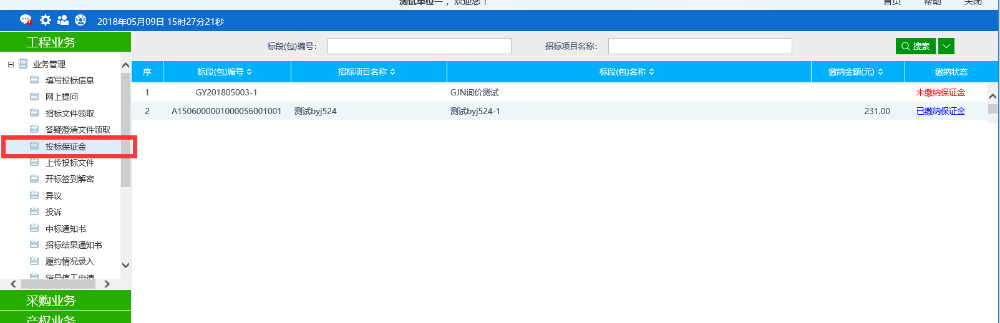 测试单位一，欢迎您！ 首页 帮助 关闭
2018年05月09日 15时27分21秒
工程业务
业务管理
填写投标信息
网上提问
招标文件领取
答疑澄清文件领取
投标保证金
上传投标文件
开标签到解密
异议
投诉
中标通知书
招标结果通知书
履约情况录入
采购业务
产权业务
标段(包)编号： 招标项目名称： 搜索
序 标段(包)编号 招标项目名称 标段(包)名称 缴纳金额(元) 缴纳状态
1 GY201805003-1 GJN询价测试 未缴纳保证金
2 A1506000001000056001001 测试byj524 测试byj524-1 231.00 已缴纳保证金